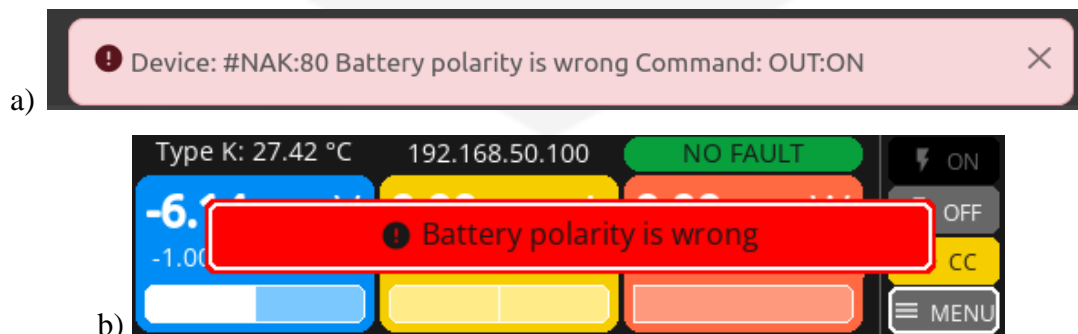 Device: #NAK:80 Battery polarity is wrong Command: OUT:ON
a)
Type K: 27.42 °C 192.168.50.100 NO FAULT ON
OFF
Battery polarity is wrong
CC
MENU
b)